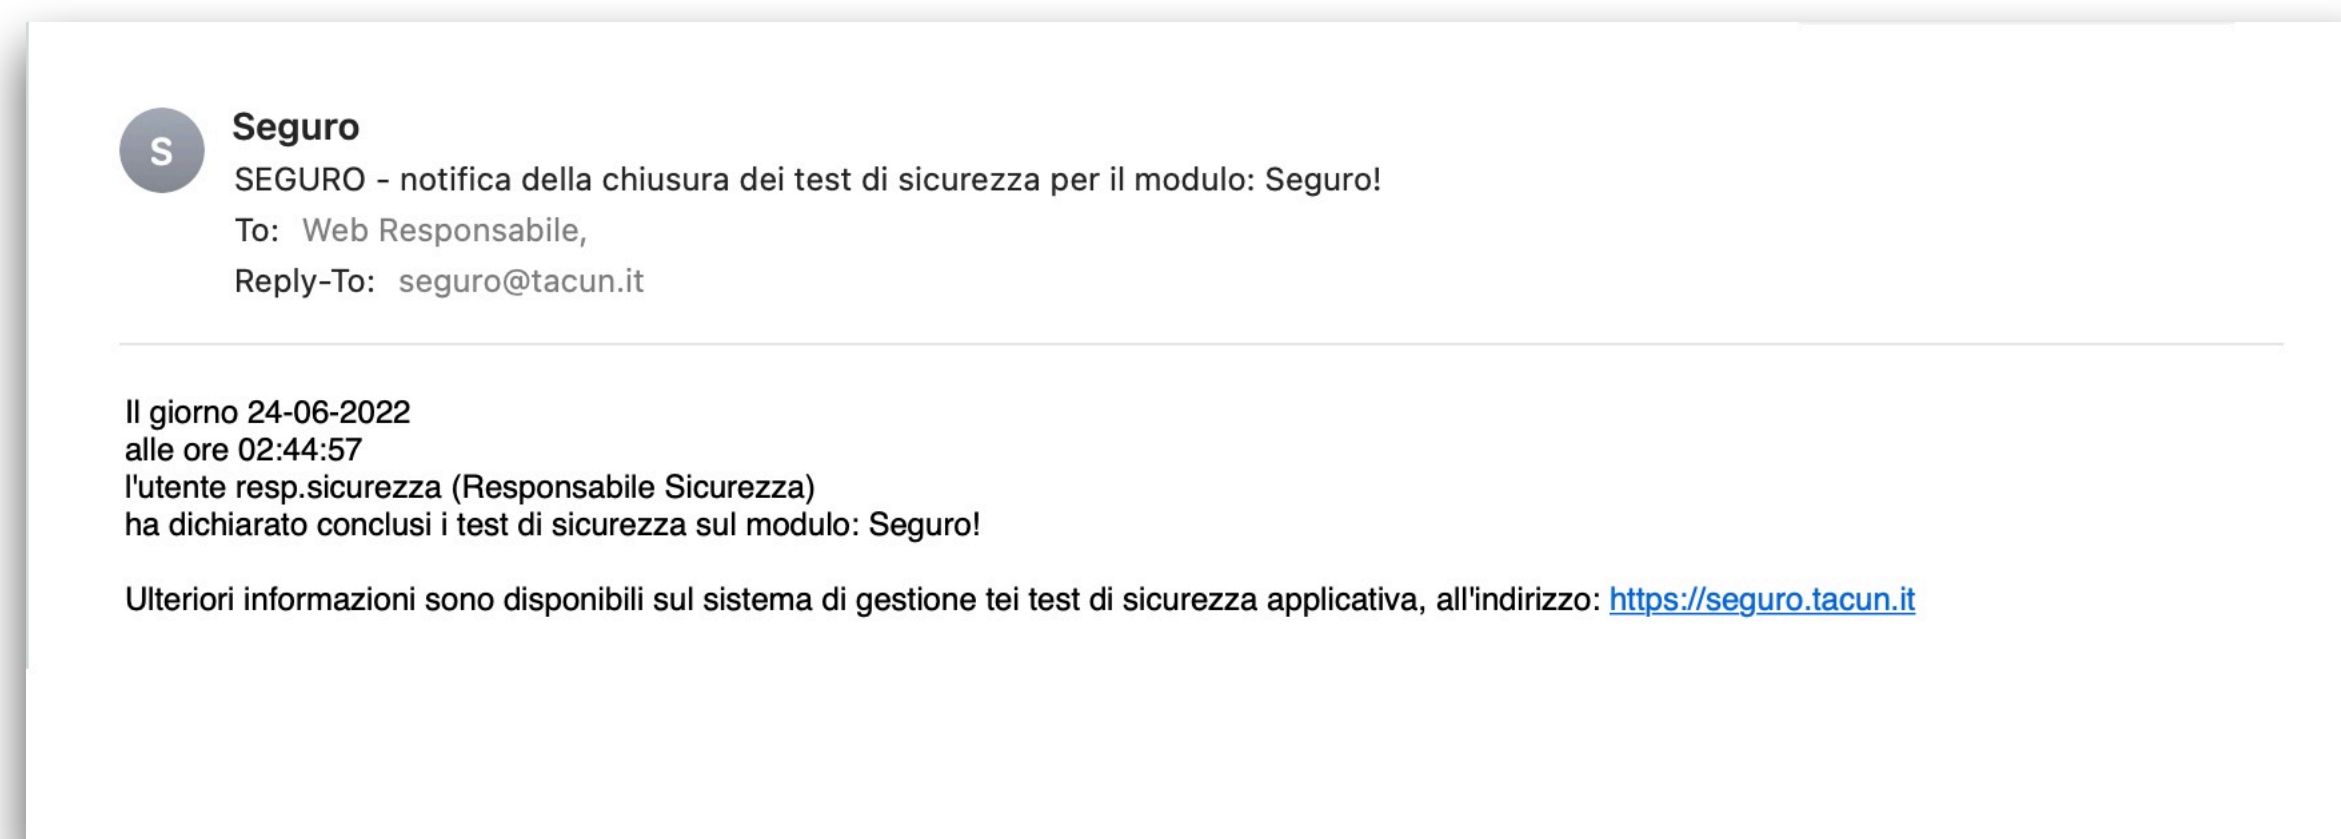 S
Seguro
SEGURO - notifica della chiusura dei test di sicurezza per il modulo: Seguro!
To: Web Responsabile,
Reply-To: seguro@tacun.it
Il giorno 24-06-2022
alle ore 02:44:57
l'utente resp.sicurezza (Responsabile Sicurezza)
ha dichiarato conclusi i test di sicurezza sul modulo: Seguro!
Ulteriori informazioni sono disponibili sul sistema di gestione tei test di sicurezza applicativa, all'indirizzo: https://seguro.tacun.it